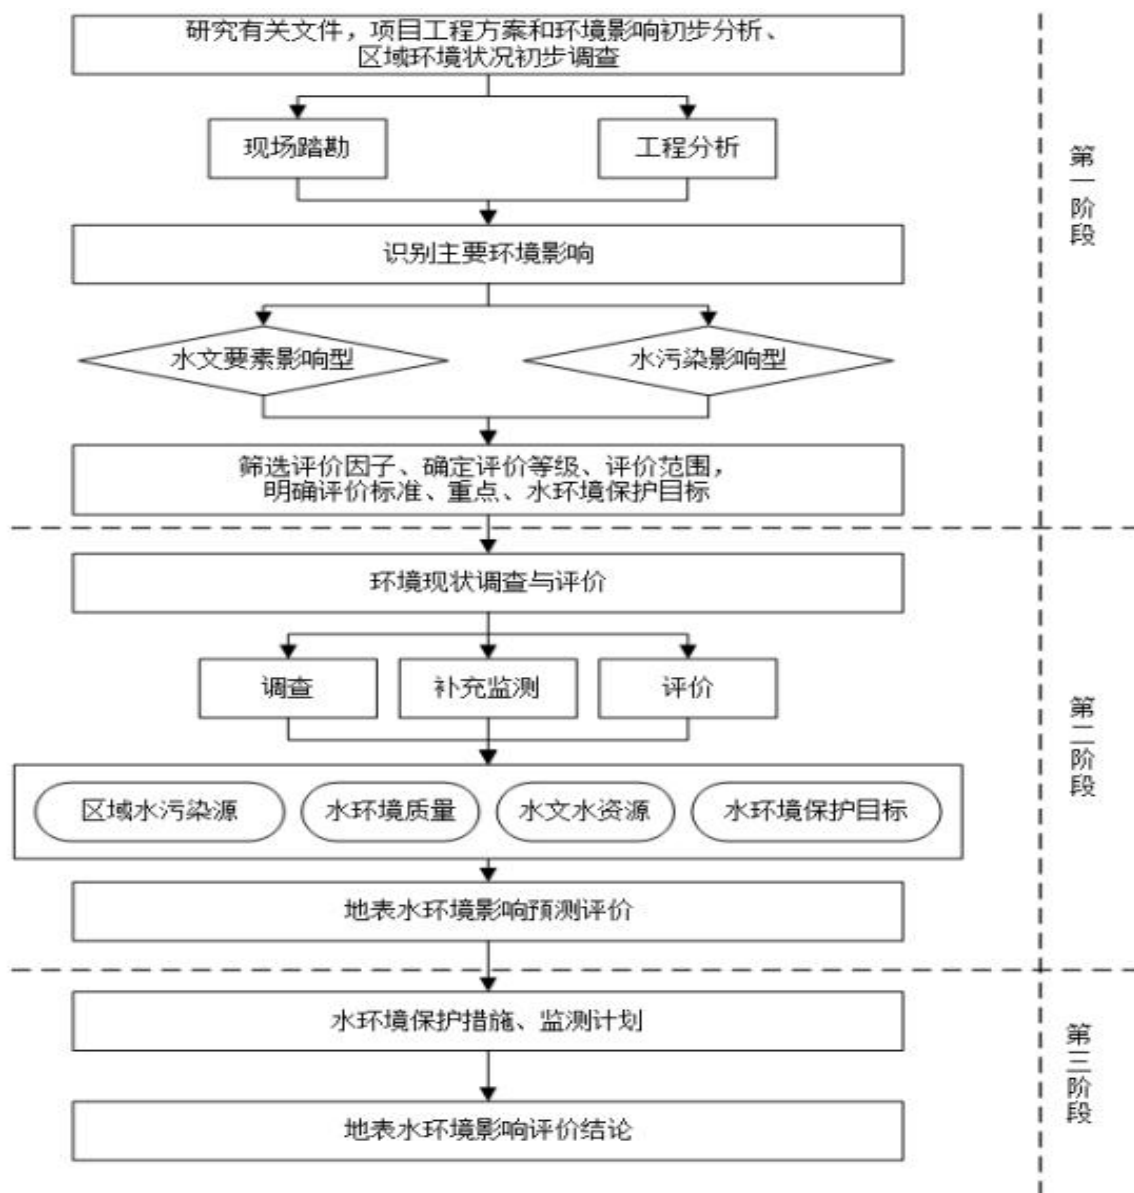 研究有关文件，项目工程方案和环境影响初步分析、
区域环境状况初步调查
现场踏勘
工程分析
识别主要环境影响
水文要素影响型
水污染影响型
筛选评价因子、确定评价等级、评价范围，
明确评价标准、重点、水环境保护目标
第一阶段
环境现状调查与评价
调查
补充监测
评价
区域水污染源
水环境质量
水文水资源
水环境保护目标
地表水环境影响预测评价
第二阶段
水环境保护措施、监测计划
地表水环境影响评价结论
第三阶段